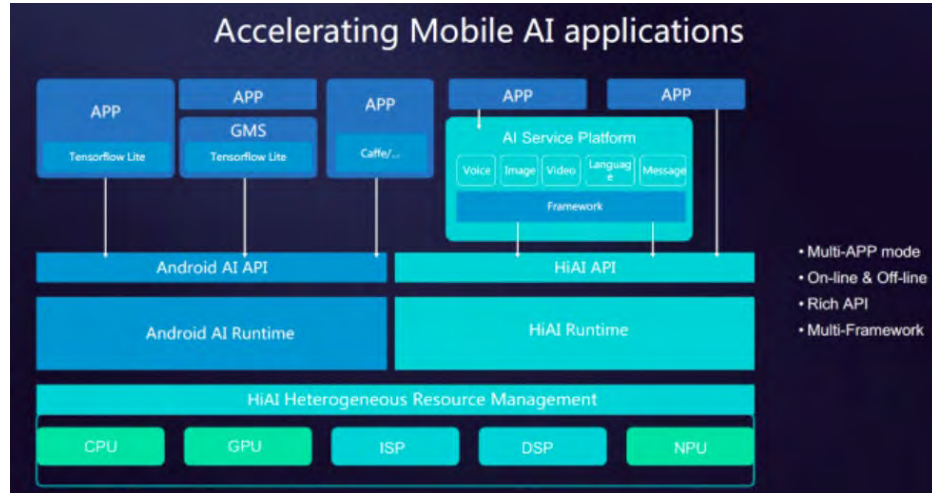 Accelerating Mobile AI applications
APP
Tensorflow Lite
APP
GMS
Tensorflow Lite
APP
Caffe/...
APP
APP
AI Service Platform
Voice
Image
Video
Languag
e
Message
Framework
Android AI API
HiAI API
• Multi-APP mode
• On-line & Off-line
• Rich API
• Multi-Framework
Android AI Runtime
HiAI Runtime
HiAI Heterogeneous Resource Management
CPU
GPU
ISP
DSP
NPU